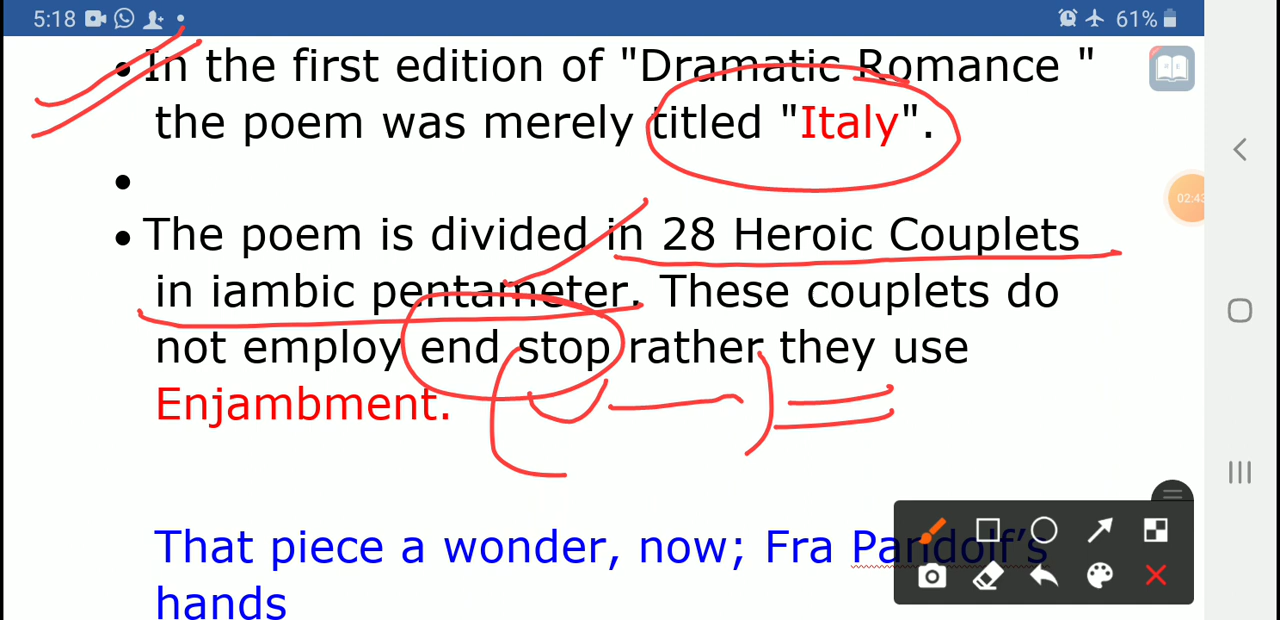 5:18 61%
• In the first edition of "Dramatic Romance "
the poem was merely titled "Italy".
•
• The poem is divided in 28 Heroic Couplets
in iambic pentameter. These couplets do
not employ end stop rather they use
Enjambment.
That piece a wonder, now; Fra Pandolf’s
hands
02:43